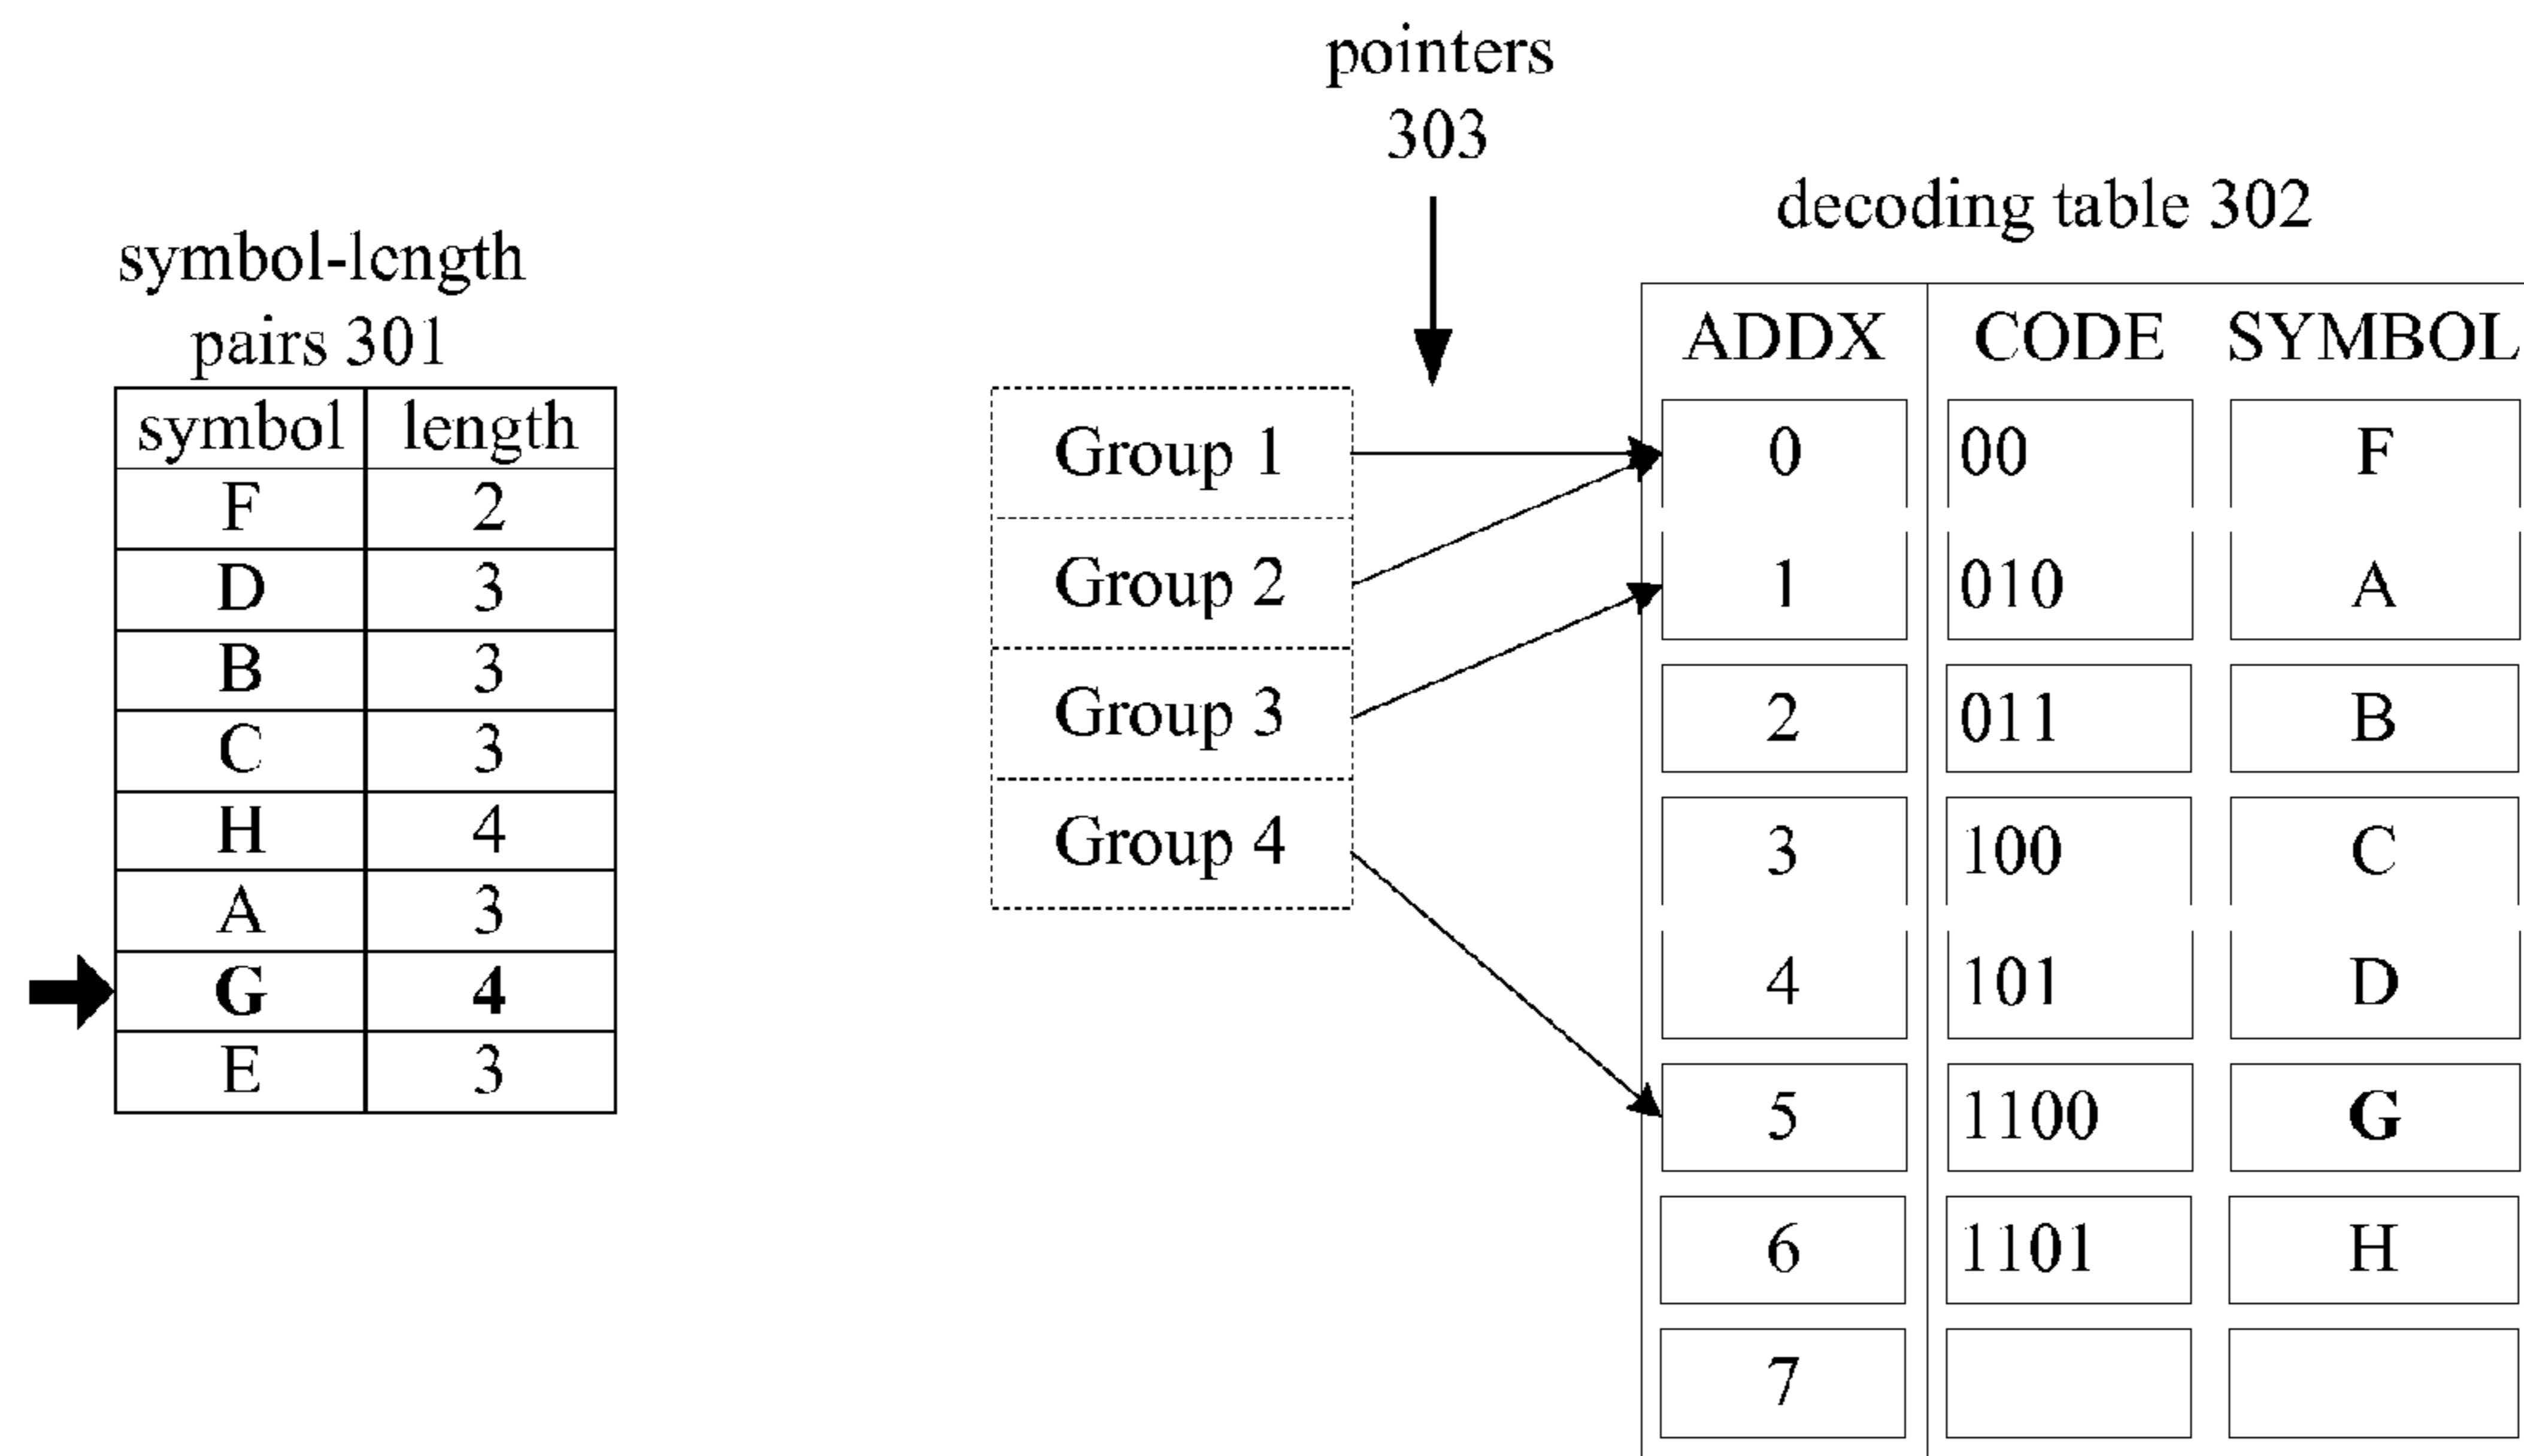 pointers
303
decoding table 302
symbol-length
pairs 301
symbol length
F 2
D 3
B 3
C 3
H 4
A 3
G 4
E 3
Group 1
Group 2
Group 3
Group 4
ADDX CODE SYMBOL
0 00 F
1 010 A
2 011 B
3 100 C
4 101 D
5 1100 G
6 1101 H
7